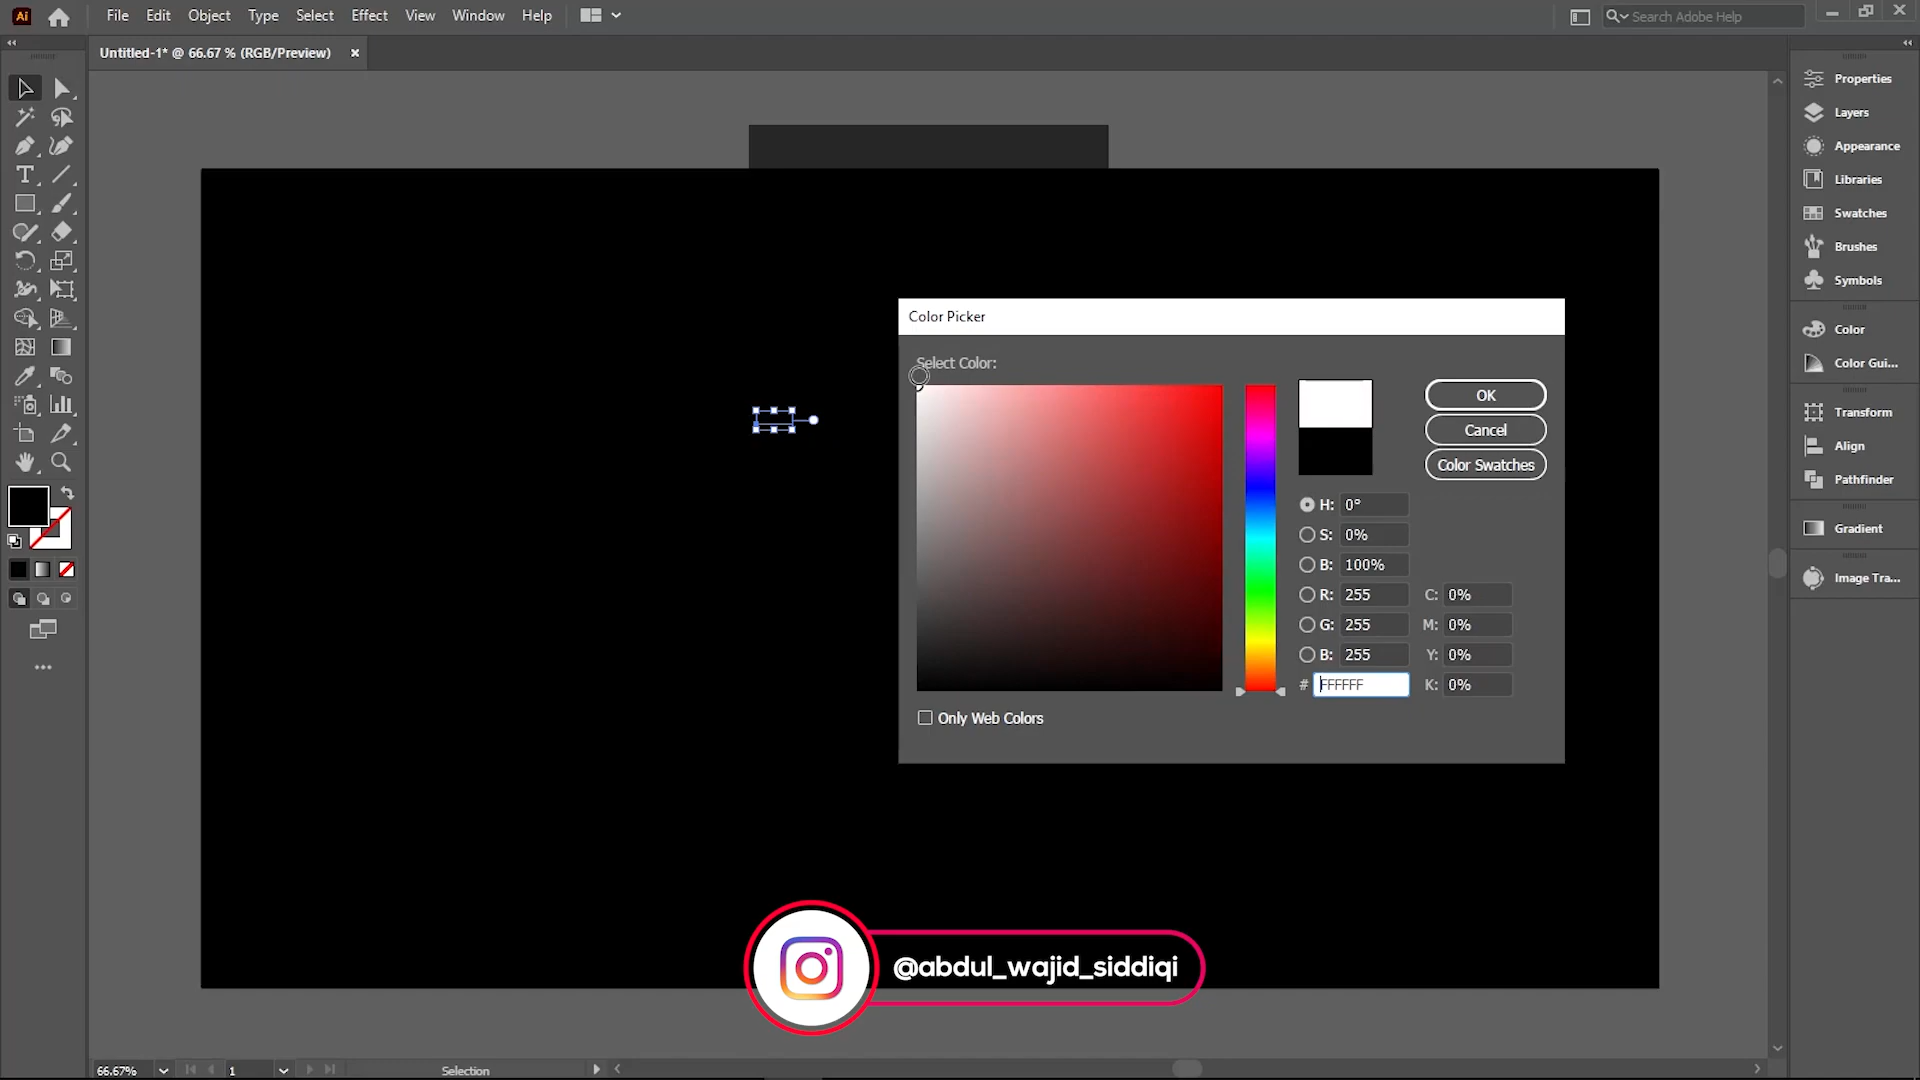 Ai
File Edit Object Type Select Effect View Window Help
Search Adobe Help
Untitled-1* @ 66.67 % (RGB/Preview)
Properties
Layers
Appearance
Libraries
Swatches
Brushes
Symbols
Color
Color Gui...
Transform
Align
Pathfinder
Gradient
Image Tra...
Color Picker
Select Color:
OK
Cancel
Color Swatches
H: 0°
S: 0%
B: 100%
R: 255 C: 0%
G: 255 M: 0%
B: 255 Y: 0%
# FFFFFF K: 0%
Only Web Colors
@abdul_wajid_siddiqi
66.67% 1 Selection